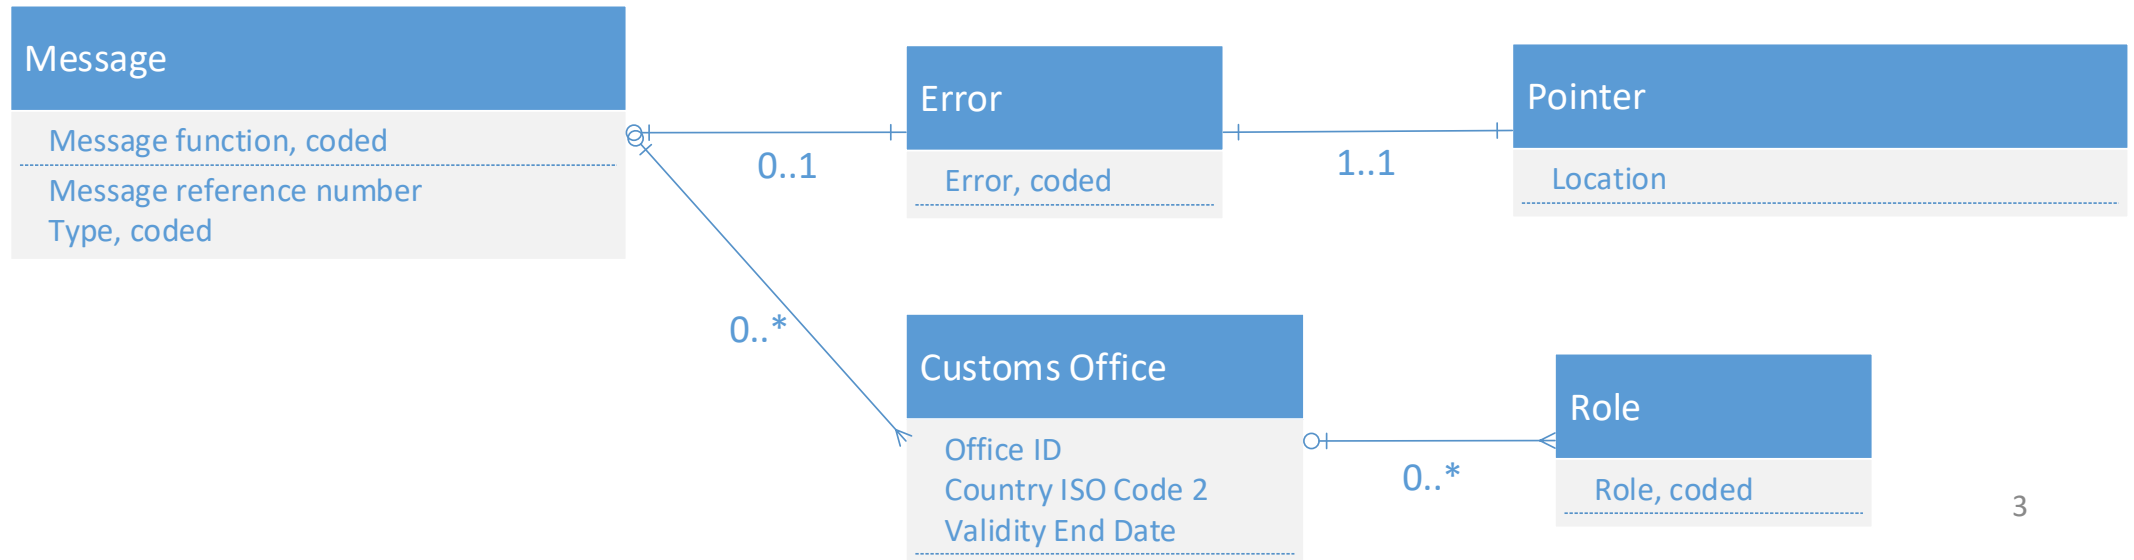 Message
Message function, coded
Message reference number
Type, coded
0..1
Error
Error, coded
1..1
Pointer
Location
0..*
Customs Office
Office ID
Country ISO Code 2
Validity End Date
0..*
Role
Role, coded
3